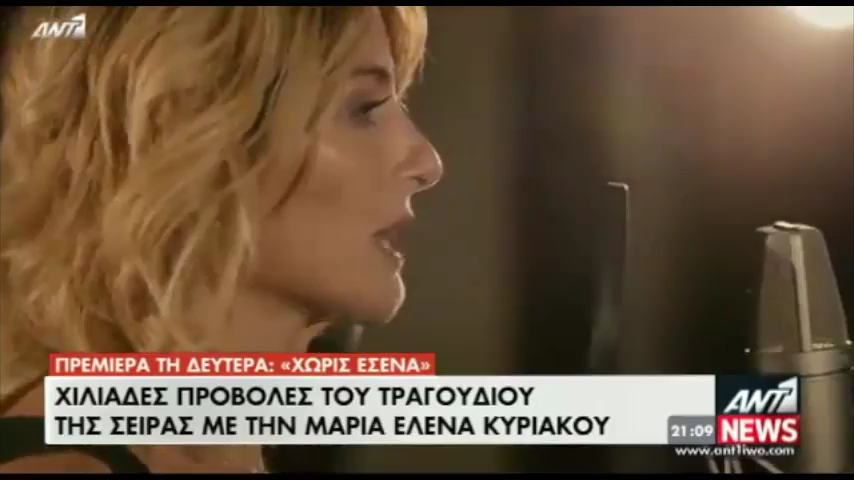 ANT1
ΠΡΕΜΙΕΡΑ ΤΗ ΔΕΥΤΕΡΑ: «ΧΩΡΙΣ ΕΣΕΝΑ»
ΧΙΛΙΑΔΕΣ ΠΡΟΒΟΛΕΣ ΤΟΥ ΤΡΑΓΟΥΔΙΟΥ
ΤΗΣ ΣΕΙΡΑΣ ΜΕ ΤΗΝ ΜΑΡΙΑ ΕΛΕΝΑ ΚΥΡΙΑΚΟΥ
ANT1
21:09 NEWS
www.ant1iwo.com